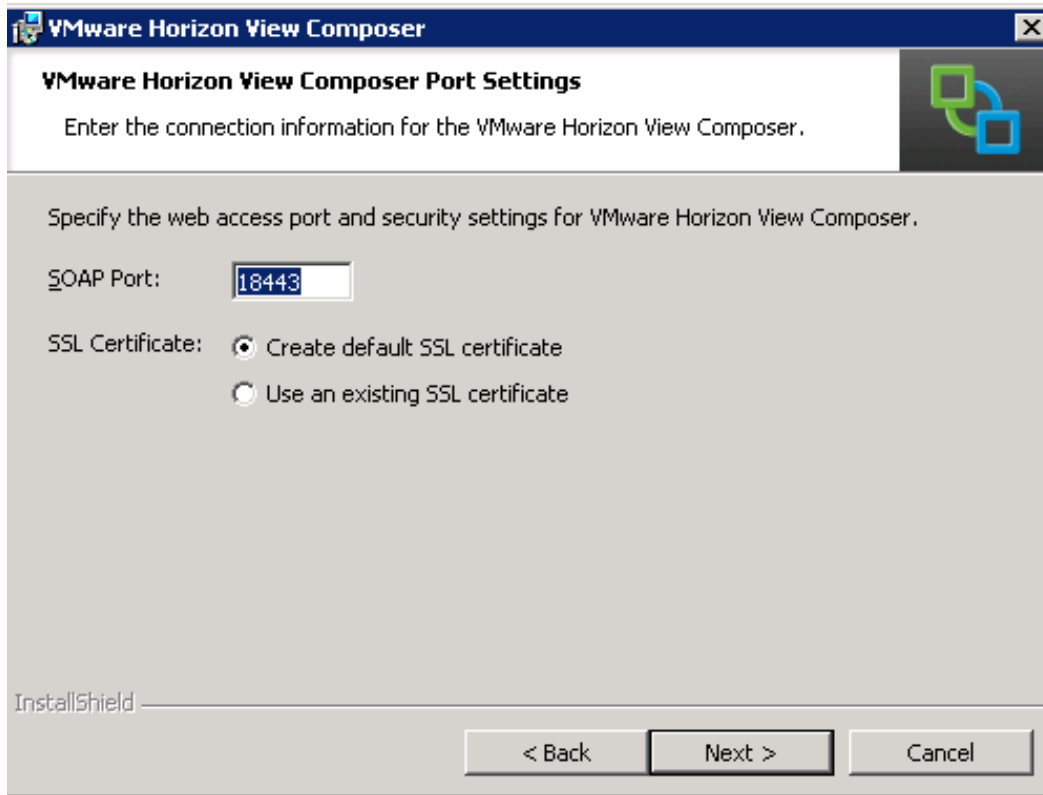 VMware Horizon View Composer
VMware Horizon View Composer Port Settings
Enter the connection information for the VMware Horizon View Composer.
Specify the web access port and security settings for VMware Horizon View Composer.
SOAP Port: 18443
SSL Certificate: Create default SSL certificate
Use an existing SSL certificate
InstallShield
< Back Next > Cancel